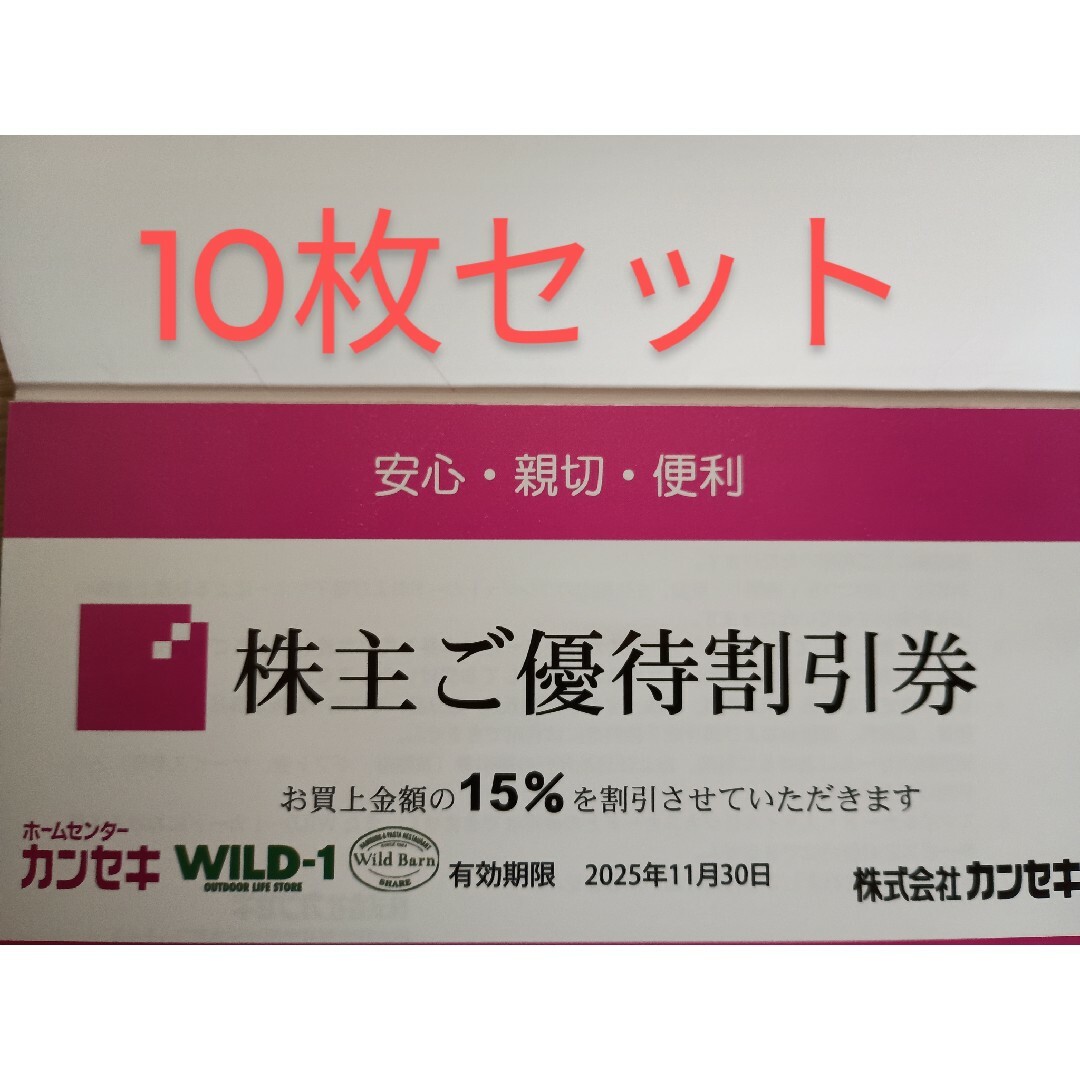 10枚セット
安心・親切・便利
株主ご優待割引券
お買上金額の15%を割引させていただきます
ホームセンター
カンセキ
WILD-1
OUTDOOR LIFE STORE
Wild Barn
SHARE
有効期限 2025年11月30日
株式会社カンセキ